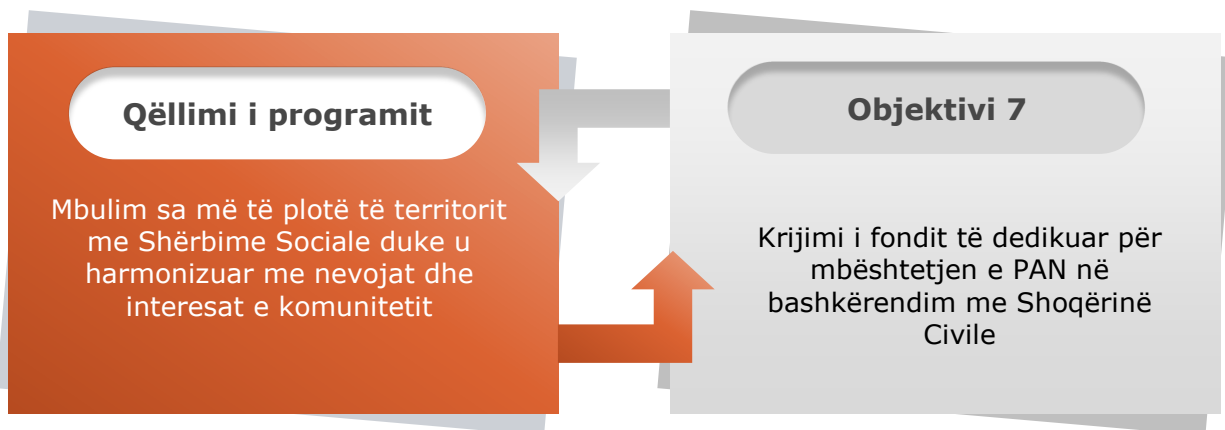 Qëllimi i programit
Mbulim sa më të plotë të territorit
me Shërbime Sociale duke u
harmonizuar me nevojat dhe
interesat e komunitetit
Objektivi 7
Krijimi i fondit të dedikuar për
mbështetjen e PAN në
bashkërendim me Shoqërinë
Civile